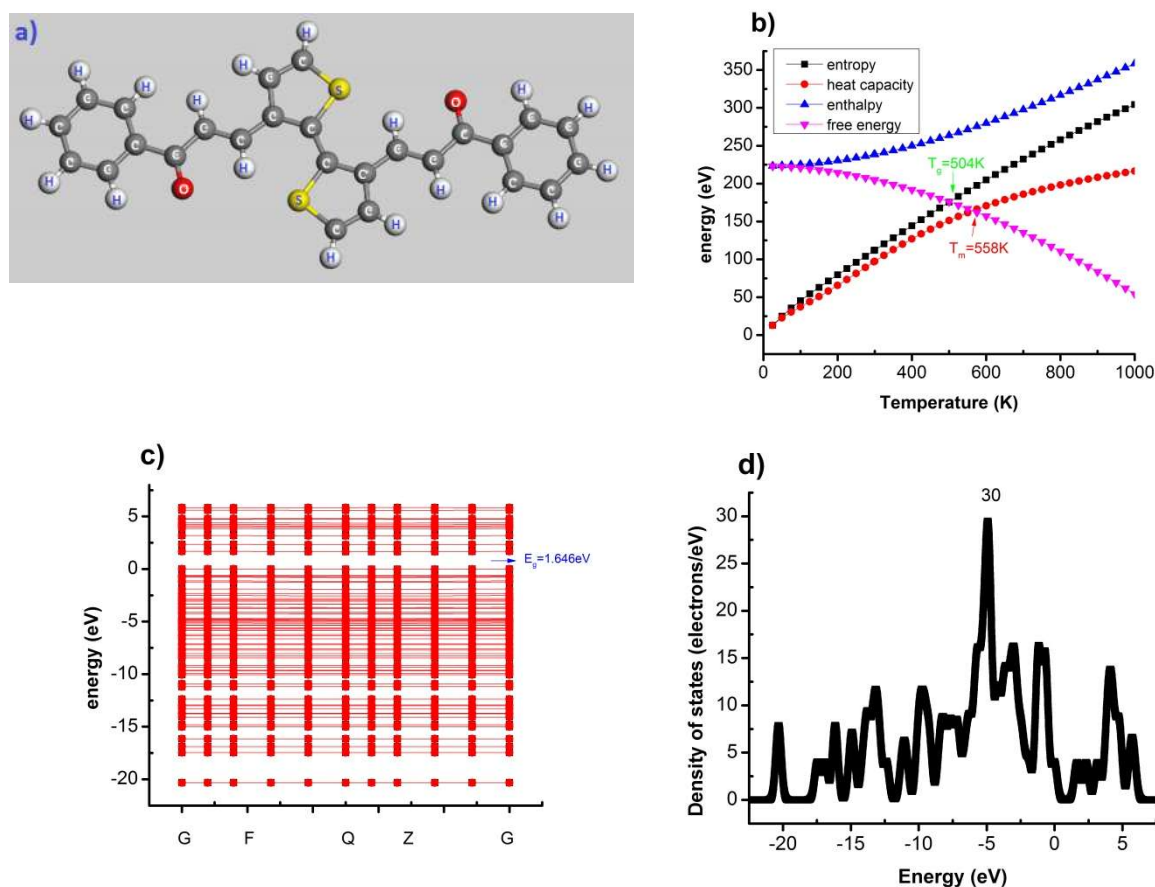 a)
H
H
H
C
C
H
H
C
C
S
O
H
H
H
C
C
H
C
C
C
H
C
C
C
C
C
H
C
C
C
C
C
C
C
H
C
C
C
C
H
C
C
C
H
C
C
H
H
O
S
C
C
H
H
C
H
H
b)
entropy
heat capacity
enthalpy
free energy
350
300
250
200
150
100
50
0
energy (eV)
Tg=504K
Tm=558K
0 200 400 600 800 1000
Temperature (K)
c)
5
0
-5
-10
-15
-20
energy (eV)
Eg=1.646eV
G F Q Z G
d)
30
30
25
20
15
10
5
0
Density of states (electrons/eV)
-20 -15 -10 -5 0 5
Energy (eV)